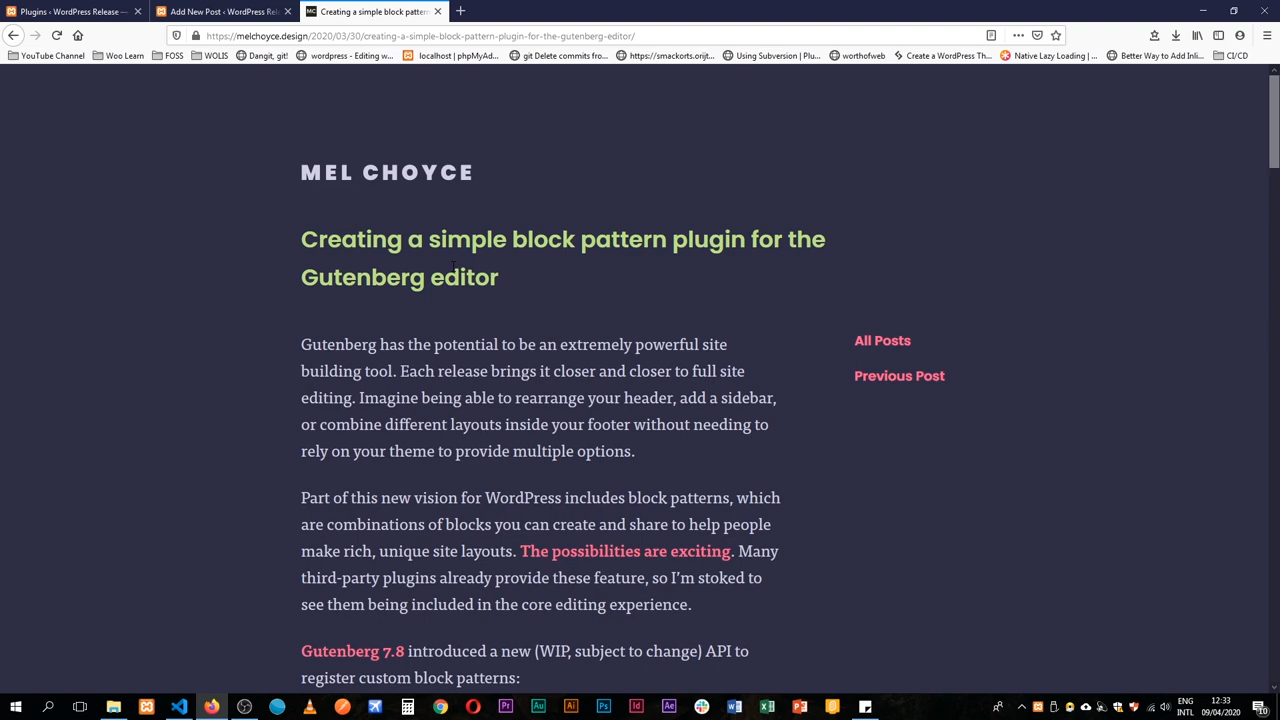 Plugins ‹ WordPress Release —
Add New Post ‹ WordPress Rel
Creating a simple block pattern
https://melchoyce.design/2020/03/30/creating-a-simple-block-pattern-plugin-for-the-gutenberg-editor/
YouTube Channel
Woo Learn
FOSS
WOLIS
Dangit, git!
wordpress - Editing w...
localhost | phpMyAd...
git Delete commits fro...
https://smackorts.orijt...
Using Subversion | Plu...
worthofweb
Create a WordPress Th...
Native Lazy Loading | ...
Better Way to Add Inli...
CI/CD
MEL CHOYCE
Creating a simple block pattern plugin for the
Gutenberg editor
Gutenberg has the potential to be an extremely powerful site
building tool. Each release brings it closer and closer to full site
editing. Imagine being able to rearrange your header, add a sidebar,
or combine different layouts inside your footer without needing to
rely on your theme to provide multiple options.
All Posts
Previous Post
Part of this new vision for WordPress includes block patterns, which
are combinations of blocks you can create and share to help people
make rich, unique site layouts. The possibilities are exciting. Many
third-party plugins already provide these feature, so I'm stoked to
see them being included in the core editing experience.
Gutenberg 7.8 introduced a new (WIP, subject to change) API to
register custom block patterns:
Pr
Au
Ai
Ps
Id
Ae
ENG
INTL
12:33
09/04/2020
10